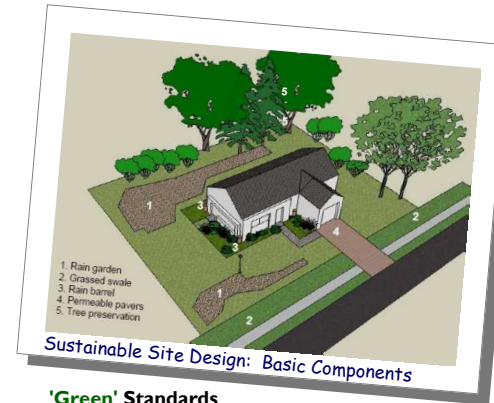 5
5
3
1
2
4
3
1
2
1. Rain garden
2. Grassed swale
3. Rain barrel
4. Permeable pavers
5. Tree preservation
Sustainable Site Design: Basic Components
'Green' Standards